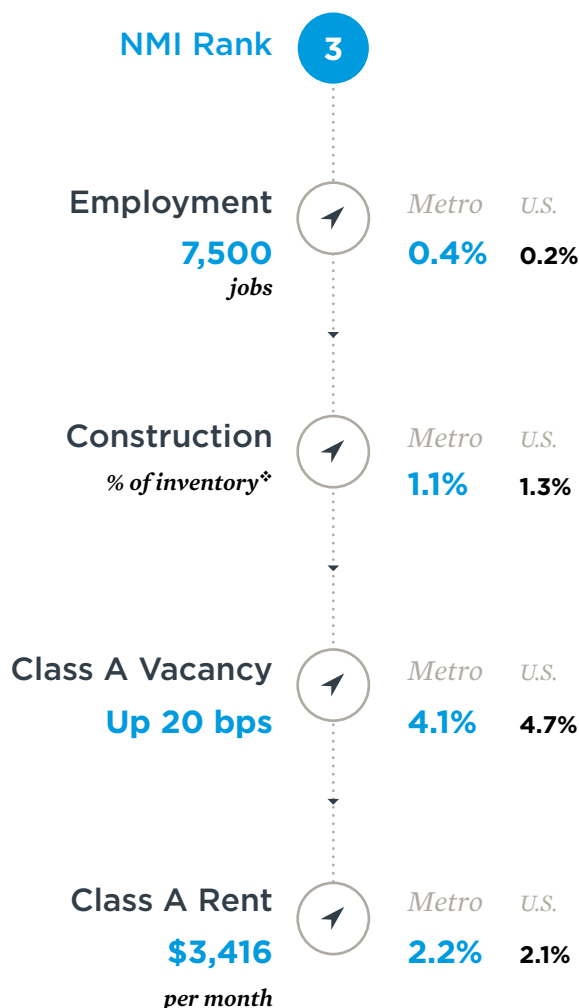 NMI Rank 3
Employment Metro U.S.
7,500 0.4% 0.2%
jobs
Construction Metro U.S.
% of inventory❖ 1.1% 1.3%
Class A Vacancy Metro U.S.
Up 20 bps 4.1% 4.7%
Class A Rent Metro U.S.
$3,416 2.2% 2.1%
per month